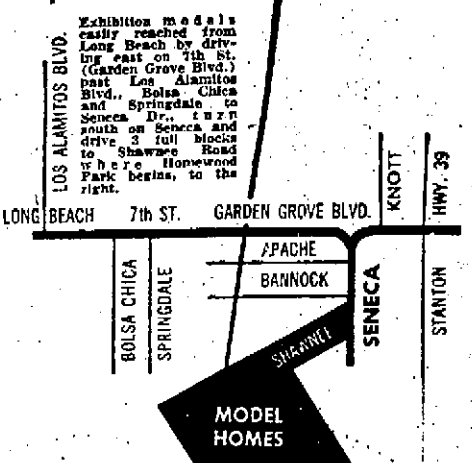 Exhibition models
easily reached from
Long Beach by driv-
ing east on 7th St.
(Garden Grove Blvd.)
past Los Alamitos
Blvd., Bolsa Chica
and Springdale to
Seneca Dr., turn
south on Seneca and
drive 3 full blocks
to Shawnee Road
where Homewood
Park begins, to the
right.
LOS ALAMITOS BLVD.
KNOTT
HWY. 39
LONG BEACH 7th ST. GARDEN GROVE BLVD.
APACHE
BANNOCK
BOLSA CHICA
SPRINGDALE
SENECA
STANTON
SHAWNEE
MODEL
HOMES